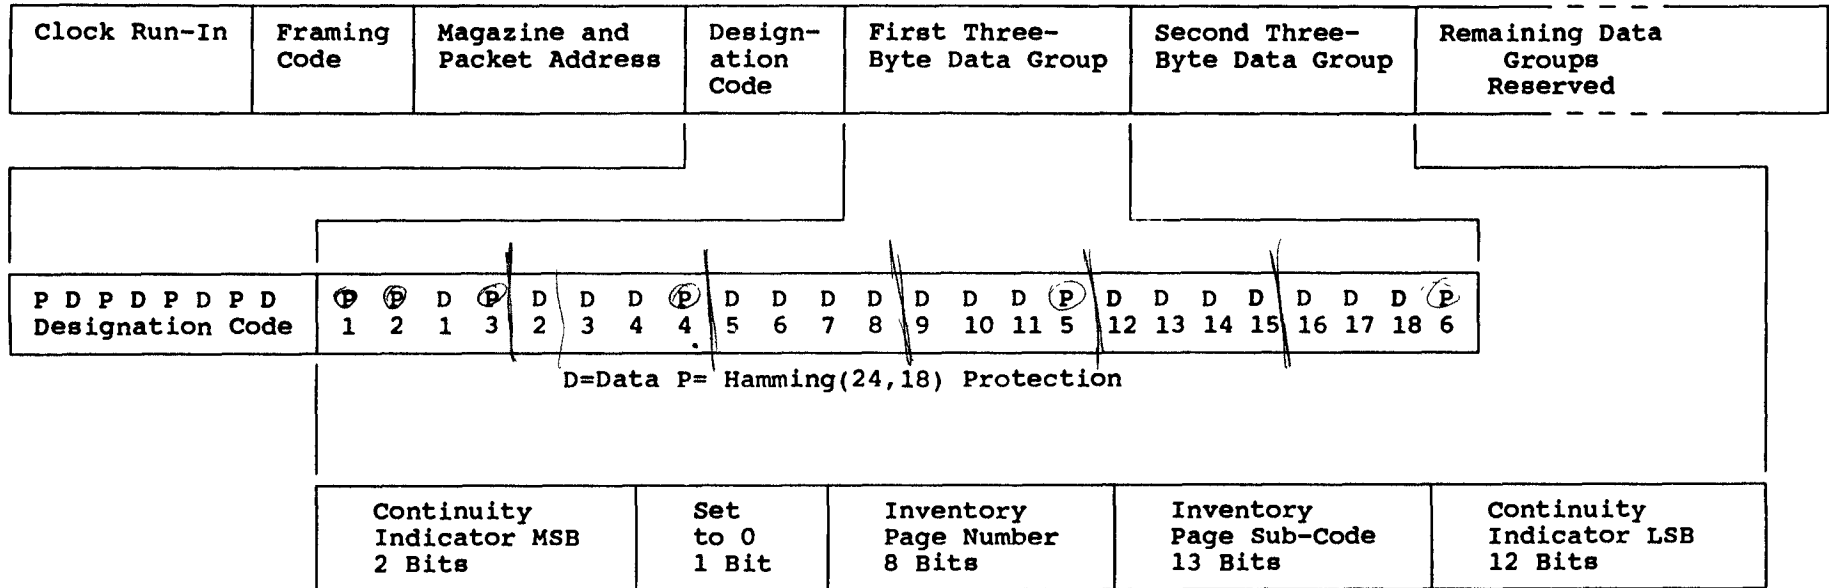 Clock Run-In
Framing
Code
Magazine and
Packet Address
Design-
ation
Code
First Three-
Byte Data Group
Second Three-
Byte Data Group
Remaining Data
Groups
Reserved
P D P D P D P D
Designation Code
P P D P D D D P D D D D D D D P D D D D D D D P
1 2 1 3 2 3 4 4 5 6 7 8 9 10 11 5 12 13 14 15 16 17 18 6
D=Data P= Hamming(24,18) Protection
Continuity
Indicator MSB
2 Bits
Set
to 0
1 Bit
Inventory
Page Number
8 Bits
Inventory
Page Sub-Code
13 Bits
Continuity
Indicator LSB
12 Bits